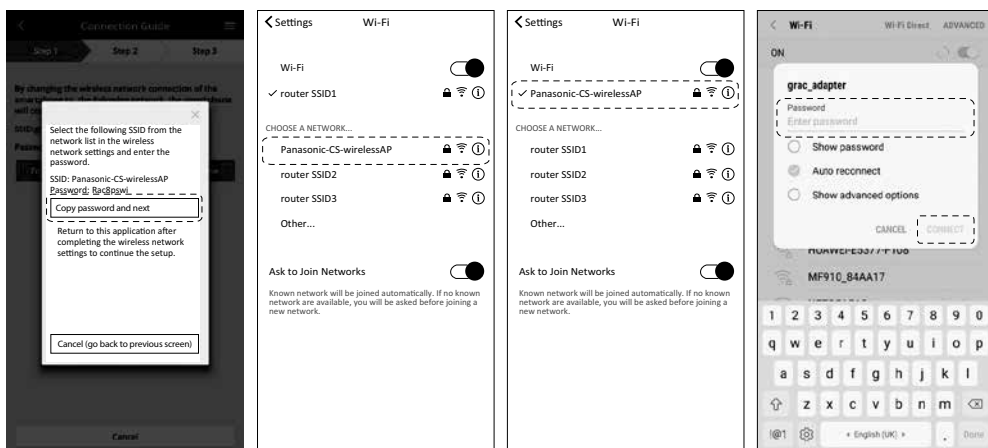 Connection Guide
Step 1 Step 2 Step 3
By changing the wireless network connection of the
Select the following SSID from the
network list in the wireless
network settings and enter the
password.
SSID: Panasonic-CS-wirelessAP
Password: Rac8pswj
Copy password and next
Return to this application after
completing the wireless network
settings to continue the setup.
Cancel (go back to previous screen)
Cancel
Settings Wi-Fi
Wi-Fi
router SSID1
CHOOSE A NETWORK...
Panasonic-CS-wirelessAP
router SSID2
router SSID3
Other...
Ask to Join Networks
Known network will be joined automatically. If no known
network are available, you will be asked before joining a
new network.
Settings Wi-Fi
Wi-Fi
Panasonic-CS-wirelessAP
CHOOSE A NETWORK...
router SSID1
router SSID2
router SSID3
Other...
Ask to Join Networks
Known network will be joined automatically. If no known
network are available, you will be asked before joining a
new network.
Wi-Fi Wi-Fi Direct ADVANCED
ON
grac_adapter
Password
Enter password
Show password
Auto reconnect
Show advanced options
CANCEL CONNECT
HUAWEI-E5377-F108
MF910_84AA17
1 2 3 4 5 6 7 8 9 0
q w e r t y u i o p
a s d f g h j k l
z x c v b n m
!@1 English (UK) . Done